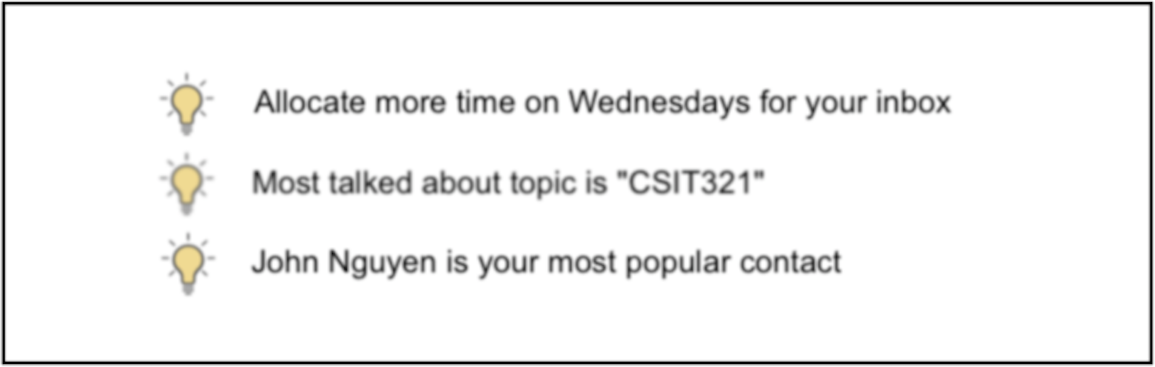 Allocate more time on Wednesdays for your inbox
Most talked about topic is "CSIT321"
John Nguyen is your most popular contact